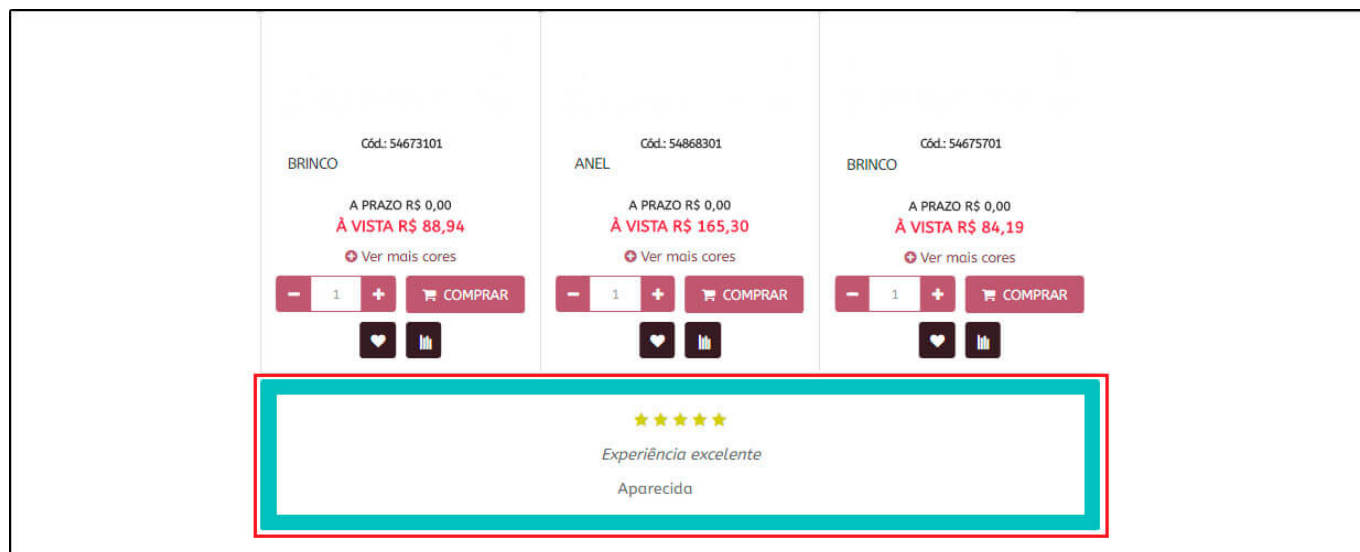 Cód.: 54673101
BRINCO
A PRAZO R$ 0,00
À VISTA R$ 88,94
Ver mais cores
1
COMPRAR
Cód.: 54868301
ANEL
A PRAZO R$ 0,00
À VISTA R$ 165,30
Ver mais cores
1
COMPRAR
Cód.: 54675701
BRINCO
A PRAZO R$ 0,00
À VISTA R$ 84,19
Ver mais cores
1
COMPRAR
Experiência excelente
Aparecida